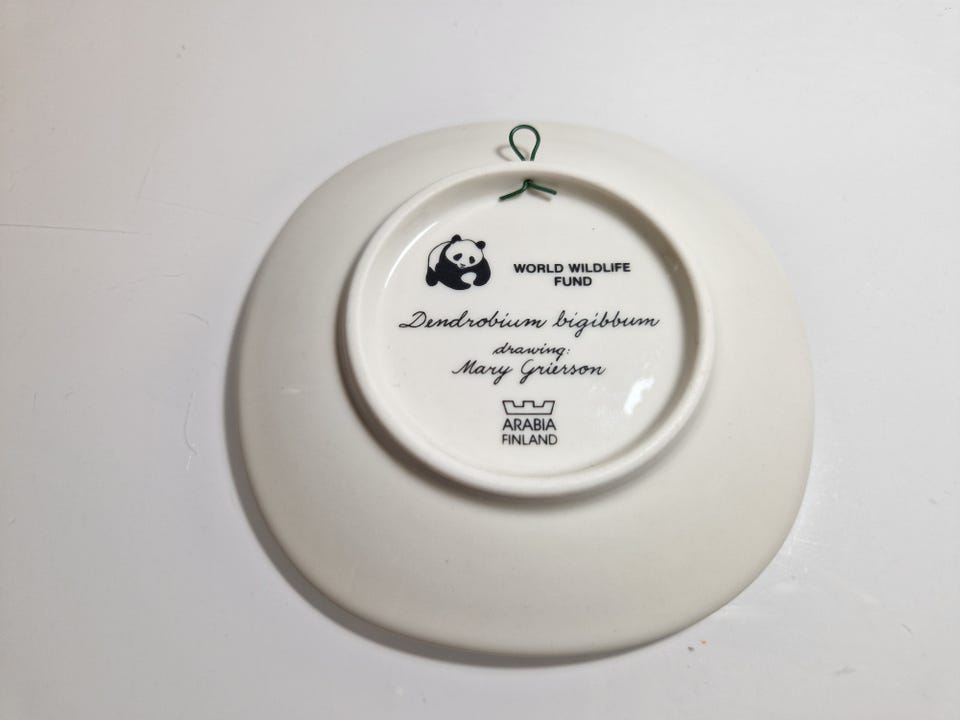 WORLD WILDLIFE
FUND
Dendrobium bigibbum
drawing:
Mary Grierson
ARABIA
FINLAND